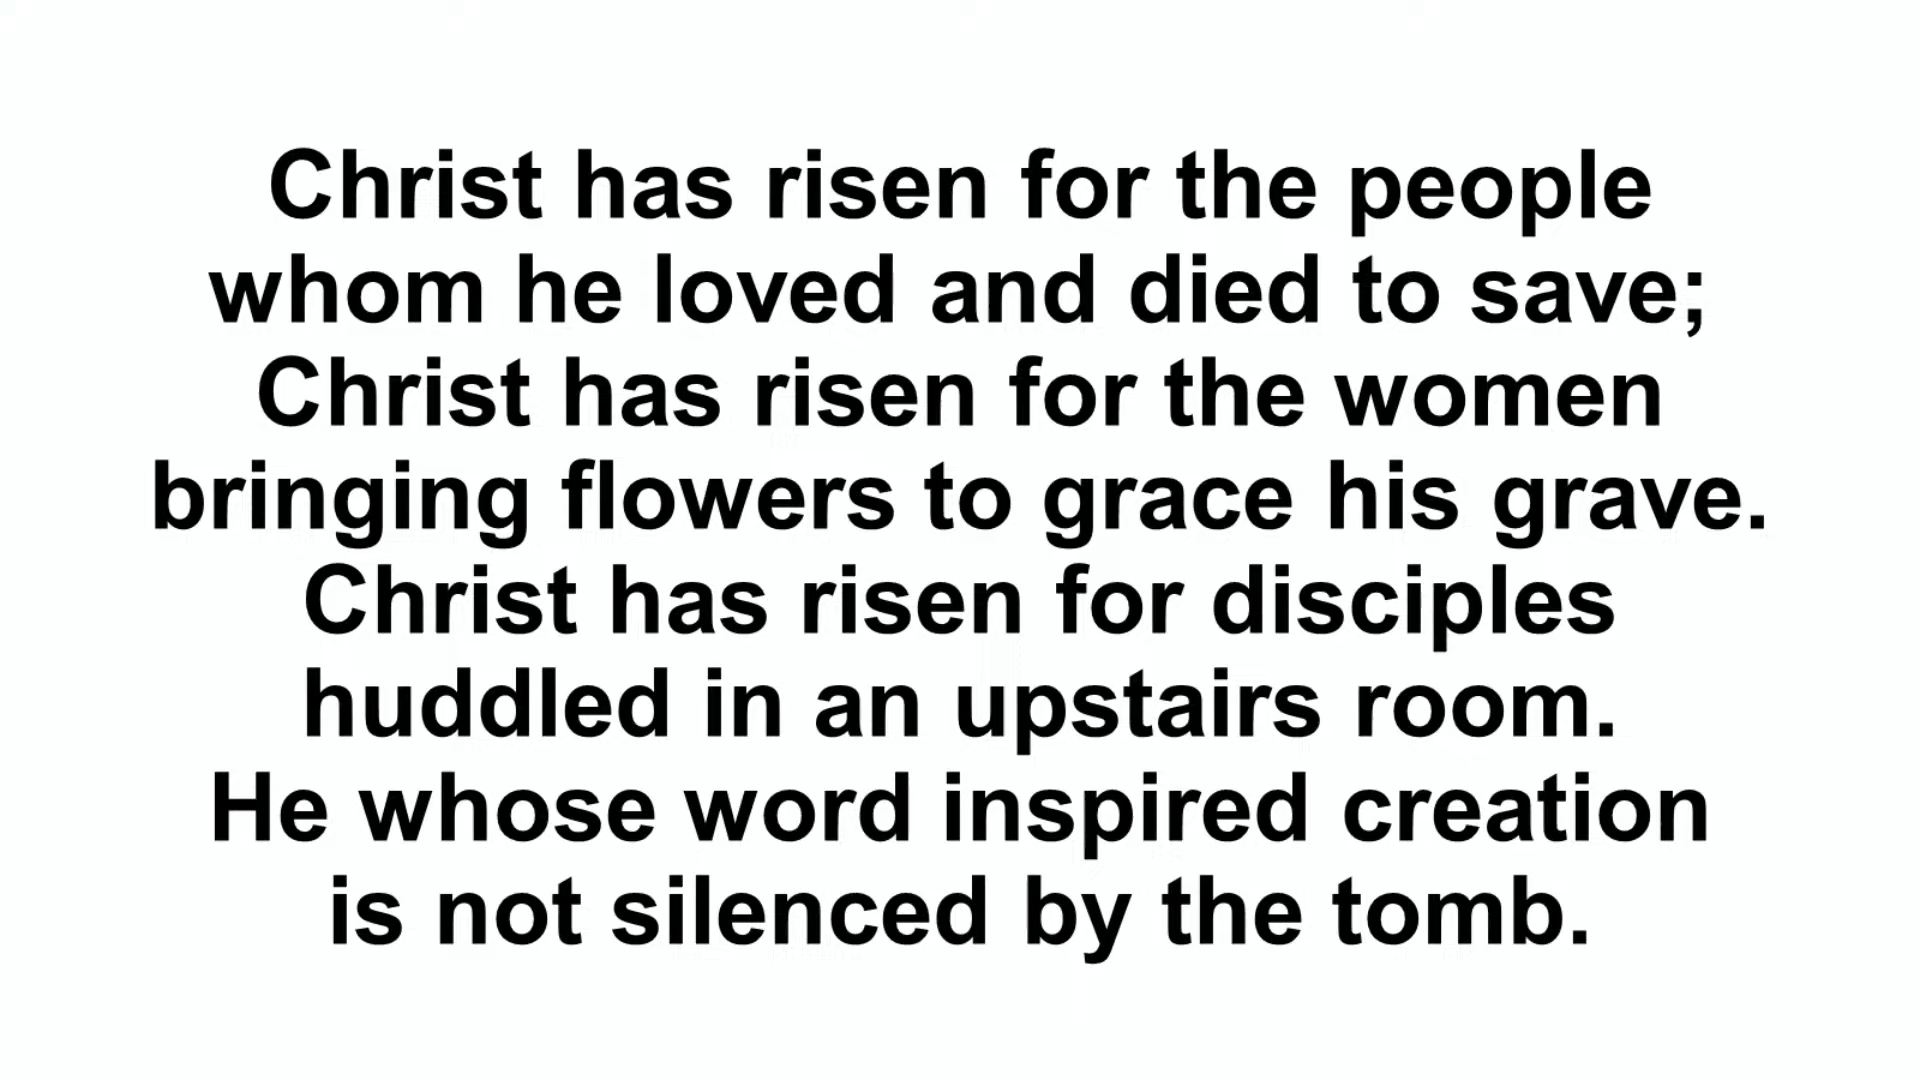 Christ has risen for the people
whom he loved and died to save;
Christ has risen for the women
bringing flowers to grace his grave.
Christ has risen for disciples
huddled in an upstairs room.
He whose word inspired creation
is not silenced by the tomb.